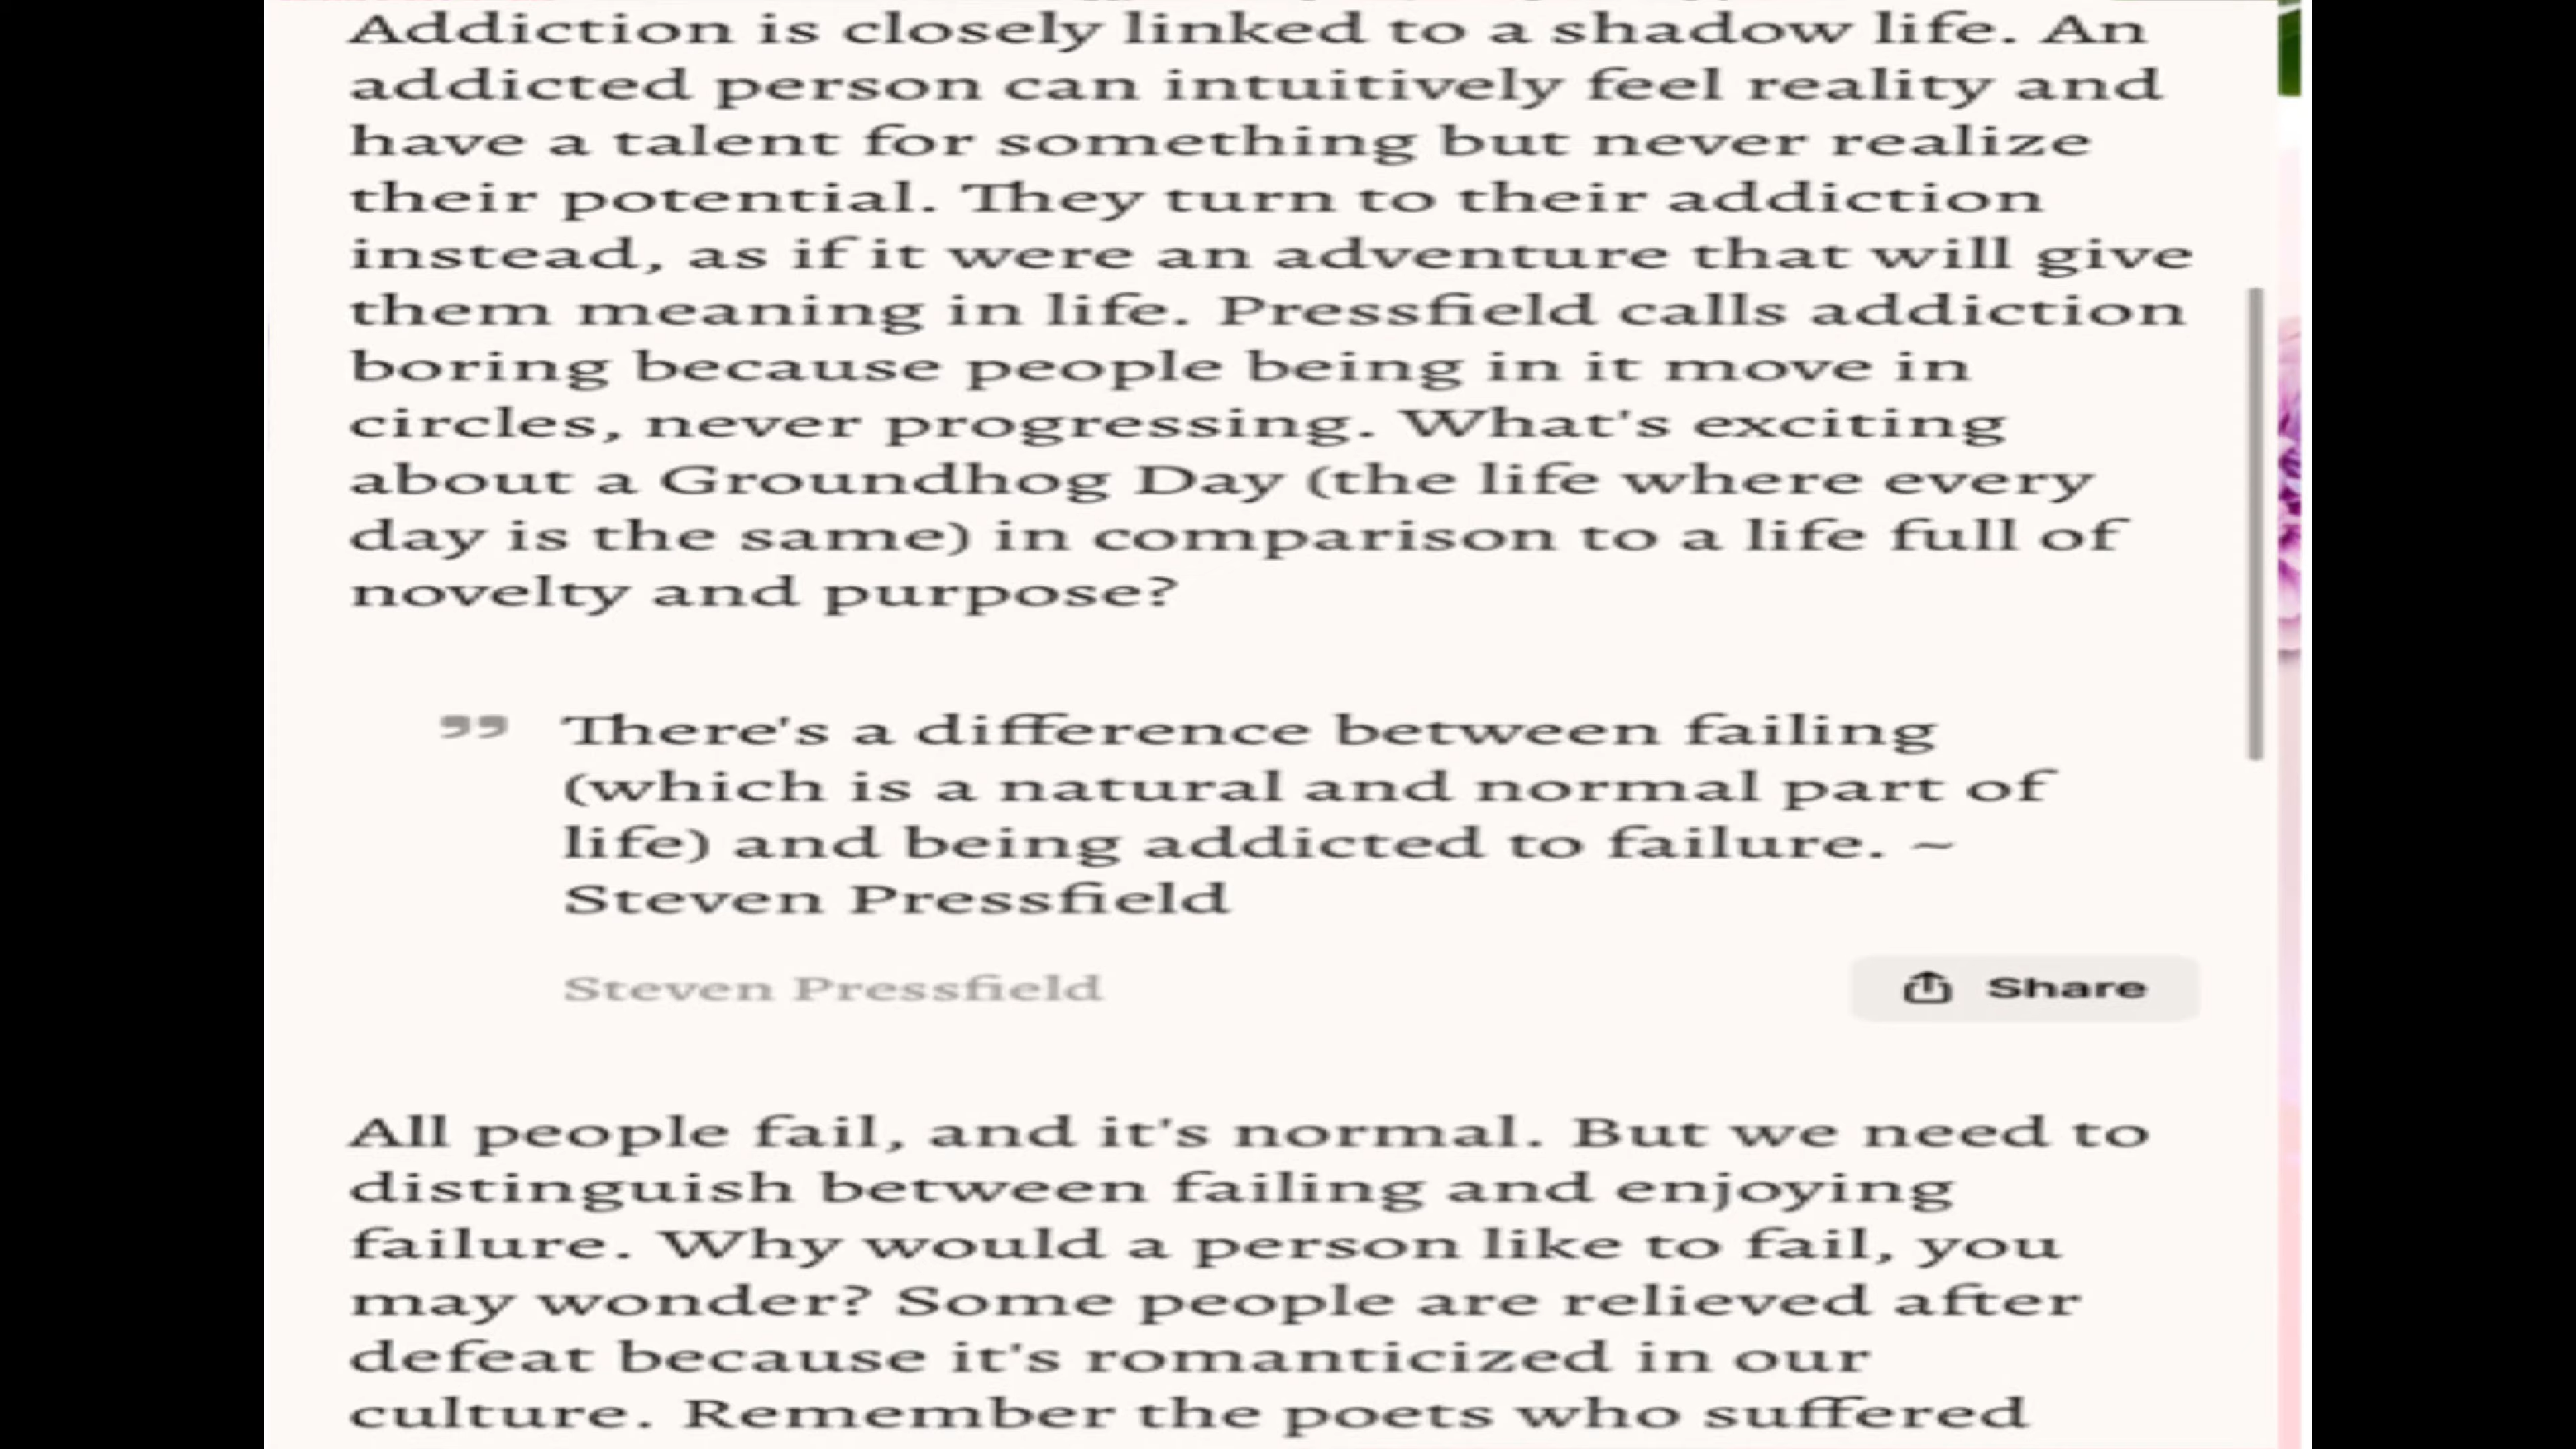 Addiction is closely linked to a shadow life. An
addicted person can intuitively feel reality and
have a talent for something but never realize
their potential. They turn to their addiction
instead, as if it were an adventure that will give
them meaning in life. Pressfield calls addiction
boring because people being in it move in
circles, never progressing. What's exciting
about a Groundhog Day (the life where every
day is the same) in comparison to a life full of
novelty and purpose?
" There's a difference between failing
(which is a natural and normal part of
life) and being addicted to failure. ~
Steven Pressfield
Steven Pressfield
Share
All people fail, and it's normal. But we need to
distinguish between failing and enjoying
failure. Why would a person like to fail, you
may wonder? Some people are relieved after
defeat because it's romanticized in our
culture. Remember the poets who suffered